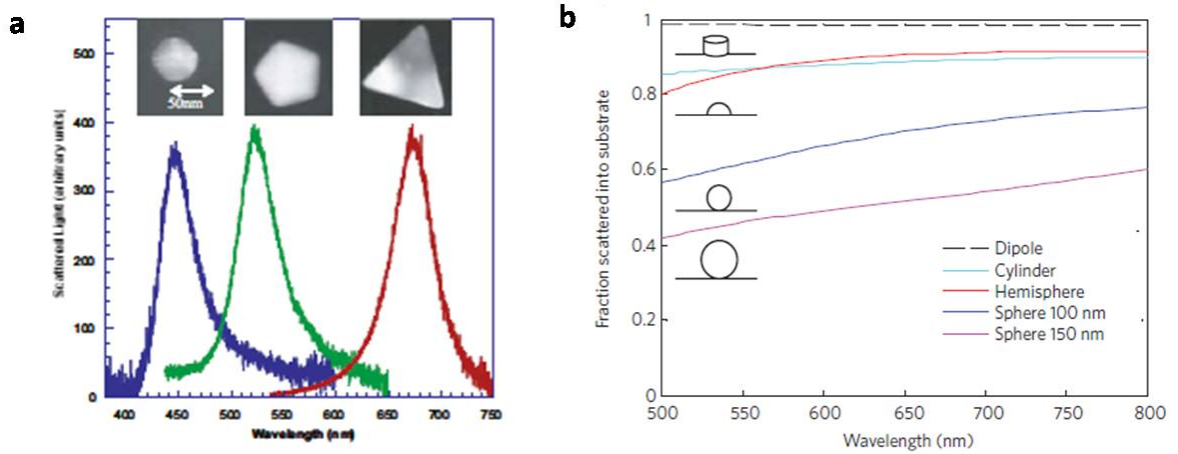 a
50nm
Scattered Light (arbitrary units)
500
400
300
200
100
0
400 450 500 550 600 650 700 750
Wavelength (nm)
b
Fraction scattered into substrate
1
0.8
0.6
0.4
0.2
0
Dipole
Cylinder
Hemisphere
Sphere 100 nm
Sphere 150 nm
500 550 600 650 700 750 800
Wavelength (nm)